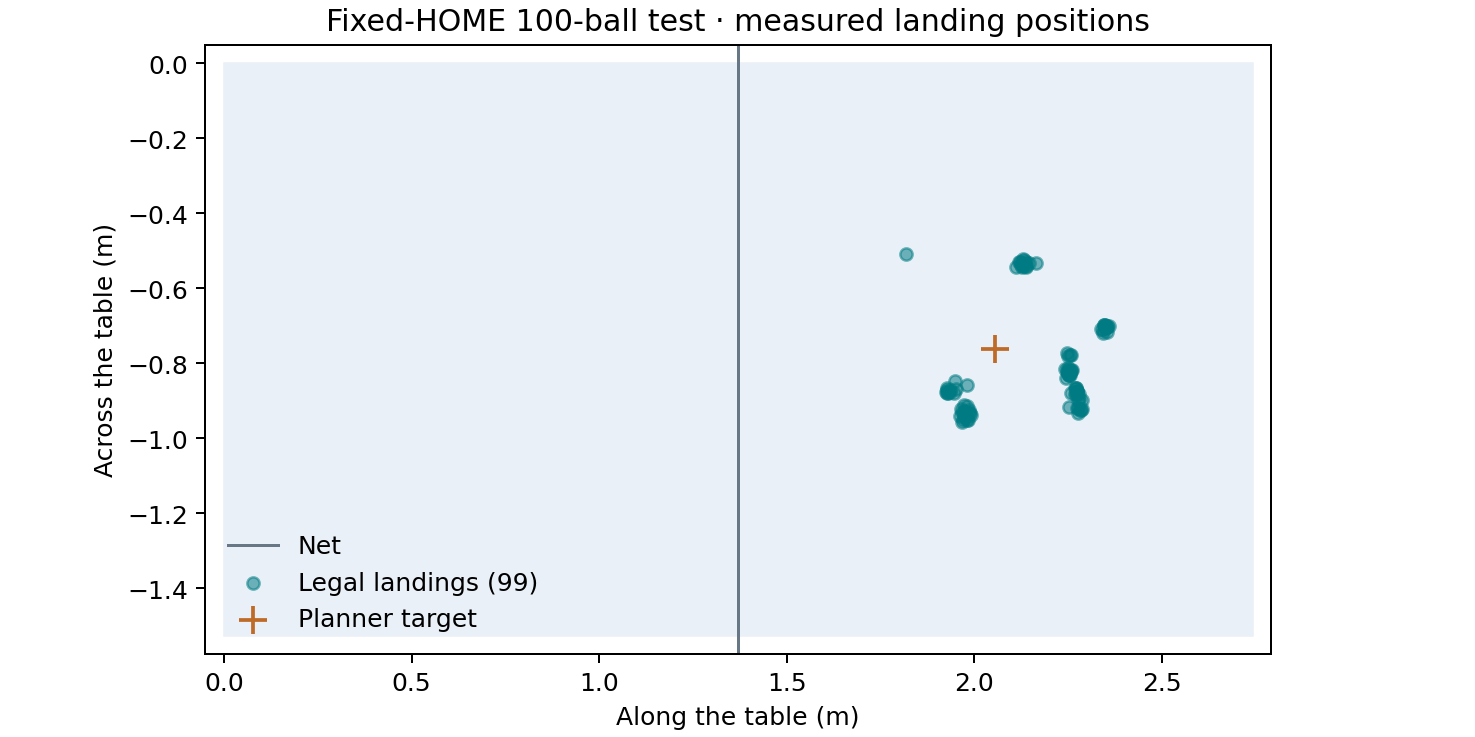 Fixed-HOME 100-ball test · measured landing positions
0.0
−0.2
−0.4
−0.6
−0.8
−1.0
−1.2
−1.4
Across the table (m)
Net
Legal landings (99)
Planner target
0.0 0.5 1.0 1.5 2.0 2.5
Along the table (m)